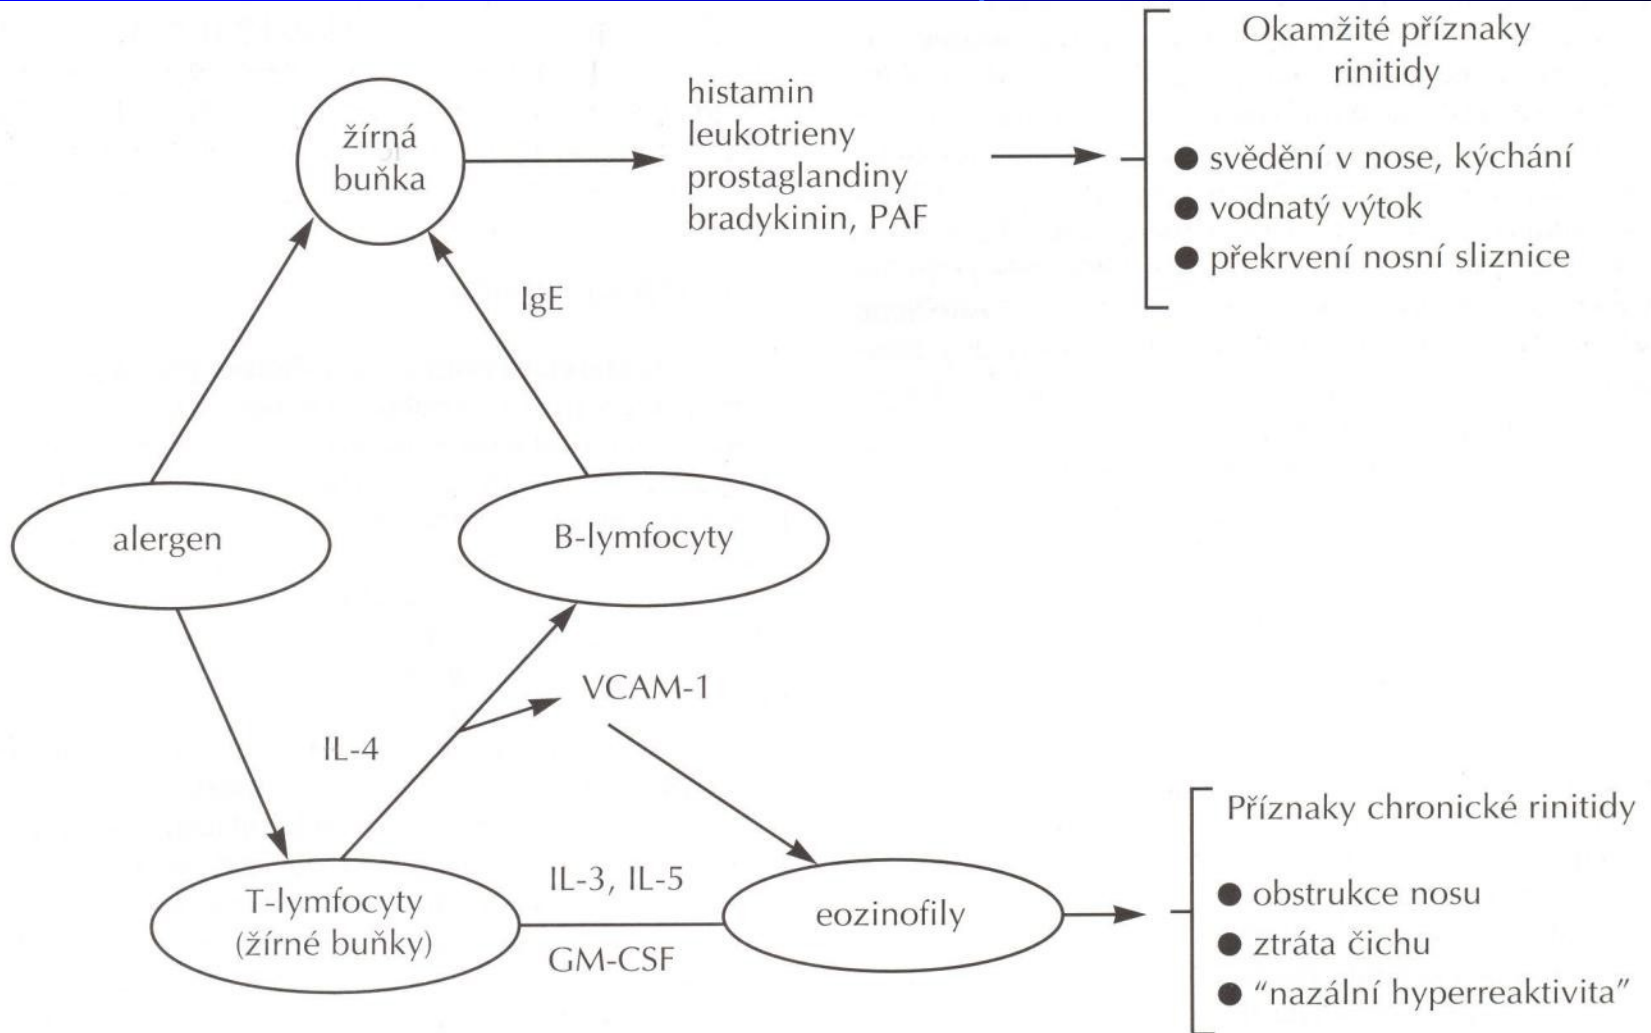 Okamžité příznaky
rinitidy
žírná
buňka
histamin
leukotrieny
prostaglandiny
bradykinin, PAF
● svědění v nose, kýchání
● vodnatý výtok
● překrvení nosní sliznice
IgE
alergen
B-lymfocyty
VCAM-1
IL-4
Příznaky chronické rinitidy
T-lymfocyty
(žírné buňky)
IL-3, IL-5
GM-CSF
eozinofily
● obstrukce nosu
● ztráta čichu
● “nazální hyperreaktivita”